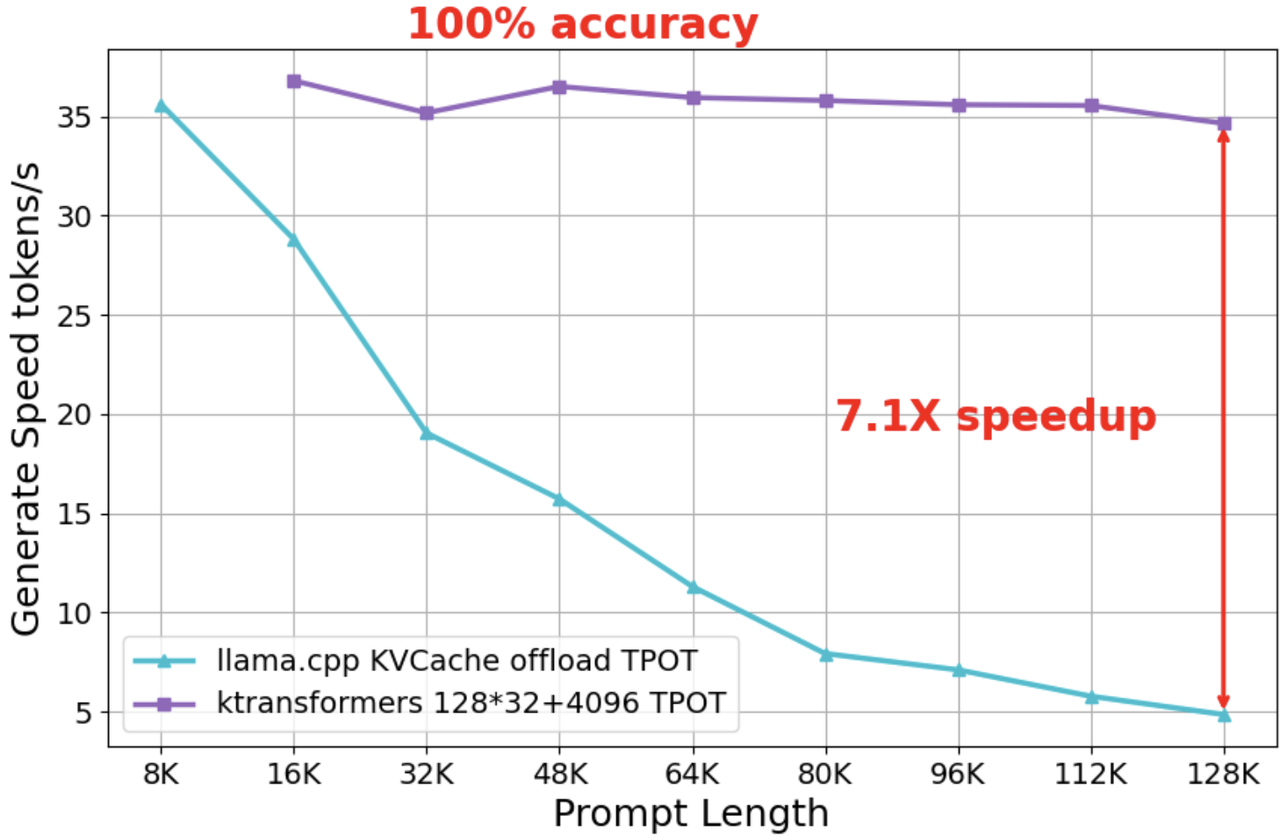 100% accuracy
Generate Speed tokens/s
35
30
25
20
15
10
5
7.1X speedup
llama.cpp KVCache offload TPOT
ktransformers 128*32+4096 TPOT
8K 16K 32K 48K 64K 80K 96K 112K 128K
Prompt Length